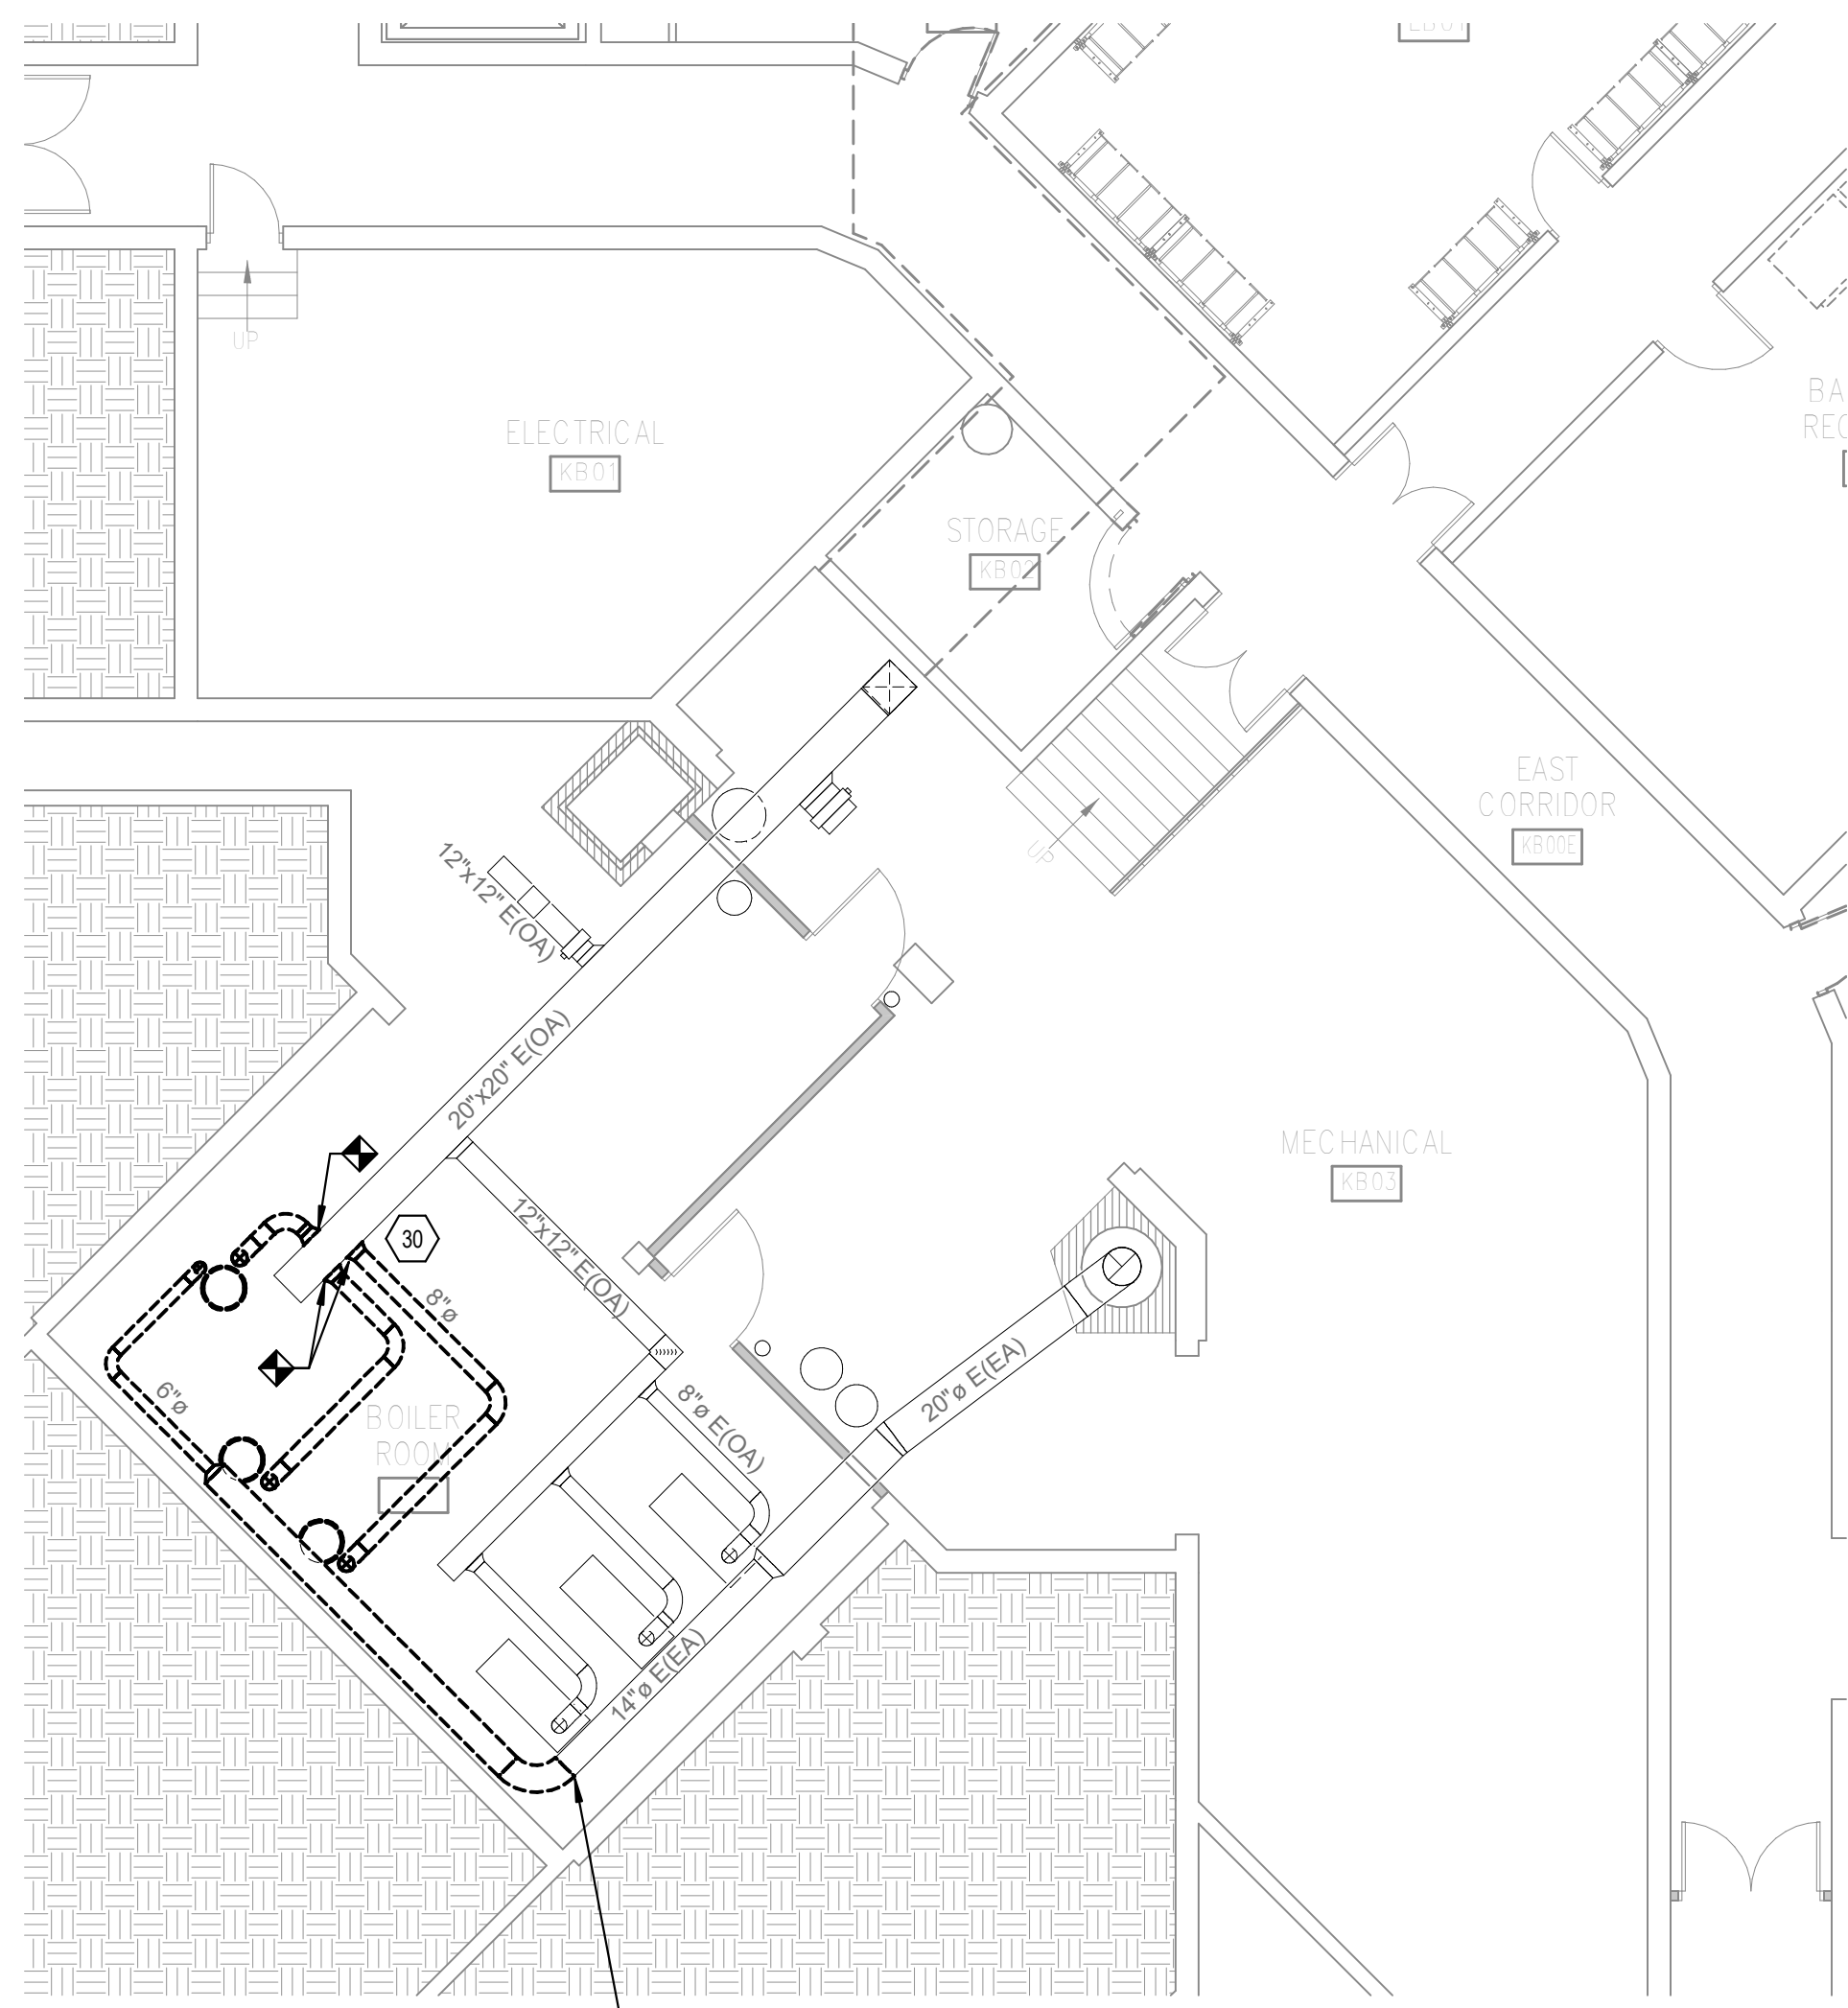 UP
ELECTRICAL
KB01
STORAGE
KB02
EAST
CORRIDOR
KB00E
UP
12"x12" E(OA)
20"x20" E(OA)
MECHANICAL
KB03
12"x12" E(OA)
30
8"ø
20"ø E(EA)
6"ø
8"ø E(OA)
BOILER
ROOM
14"ø E(EA)